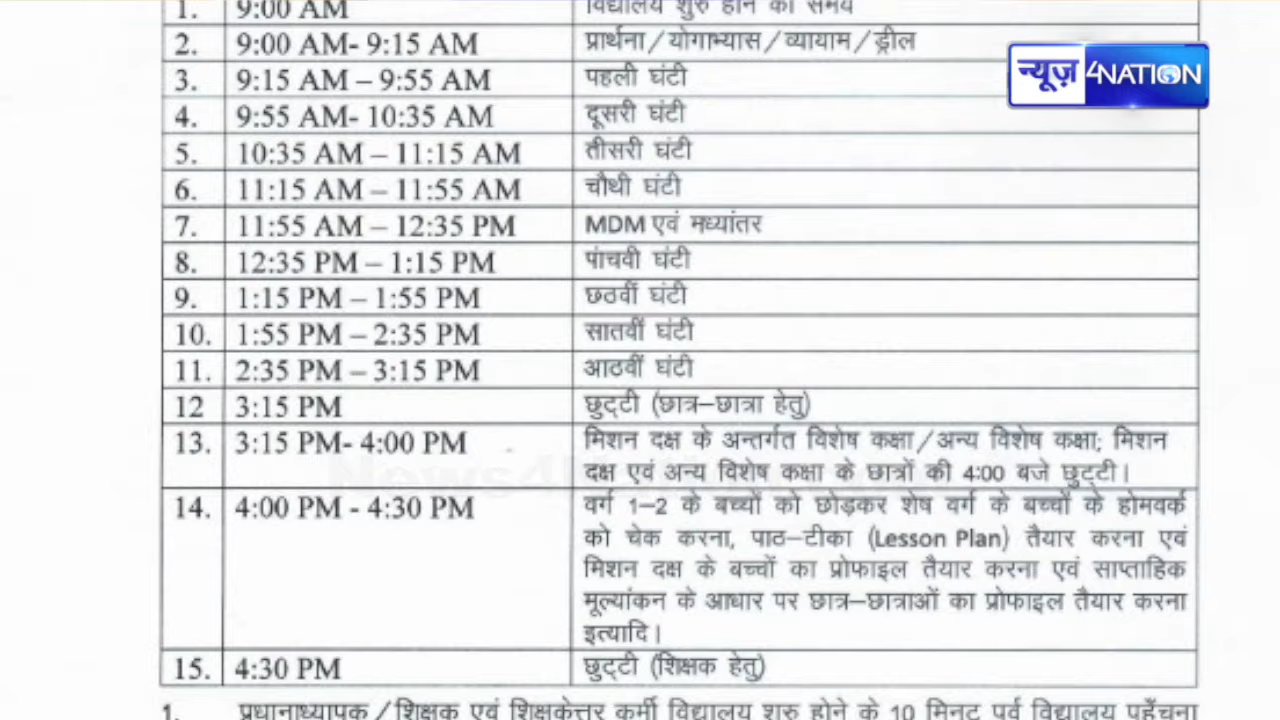 1. 9:00 AM विद्यालय शुरु होने का समय
2. 9:00 AM- 9:15 AM प्रार्थना/योगाभ्यास/व्यायाम/ड्रील
न्यूज़ 4NATION
3. 9:15 AM – 9:55 AM पहली घंटी
4. 9:55 AM- 10:35 AM दूसरी घंटी
5. 10:35 AM – 11:15 AM तीसरी घंटी
6. 11:15 AM – 11:55 AM चौथी घंटी
7. 11:55 AM – 12:35 PM MDM एवं मध्यांतर
8. 12:35 PM – 1:15 PM पांचवी घंटी
9. 1:15 PM – 1:55 PM छठवीं घंटी
10. 1:55 PM – 2:35 PM सातवीं घंटी
11. 2:35 PM – 3:15 PM आठवीं घंटी
12 3:15 PM छुट्टी (छात्र–छात्रा हेतु)
13. 3:15 PM- 4:00 PM मिशन दक्ष के अन्तर्गत विशेष कक्षा/अन्य विशेष कक्षा; मिशन
दक्ष एवं अन्य विशेष कक्षा के छात्रों की 4:00 बजे छुट्टी।
14. 4:00 PM - 4:30 PM वर्ग 1–2 के बच्चों को छोड़कर शेष वर्ग के बच्चों के होमवर्क
को चेक करना, पाठ–टीका (Lesson Plan) तैयार करना एवं
मिशन दक्ष के बच्चों का प्रोफाइल तैयार करना एवं साप्ताहिक
मूल्यांकन के आधार पर छात्र–छात्राओं का प्रोफाइल तैयार करना
इत्यादि।
15. 4:30 PM छुट्टी (शिक्षक हेतु)
1. प्रधानाध्यापक/शिक्षक एवं शिक्षकेत्तर कर्मी विद्यालय शुरु होने के 10 मिनट पूर्व विद्यालय पहुँचना